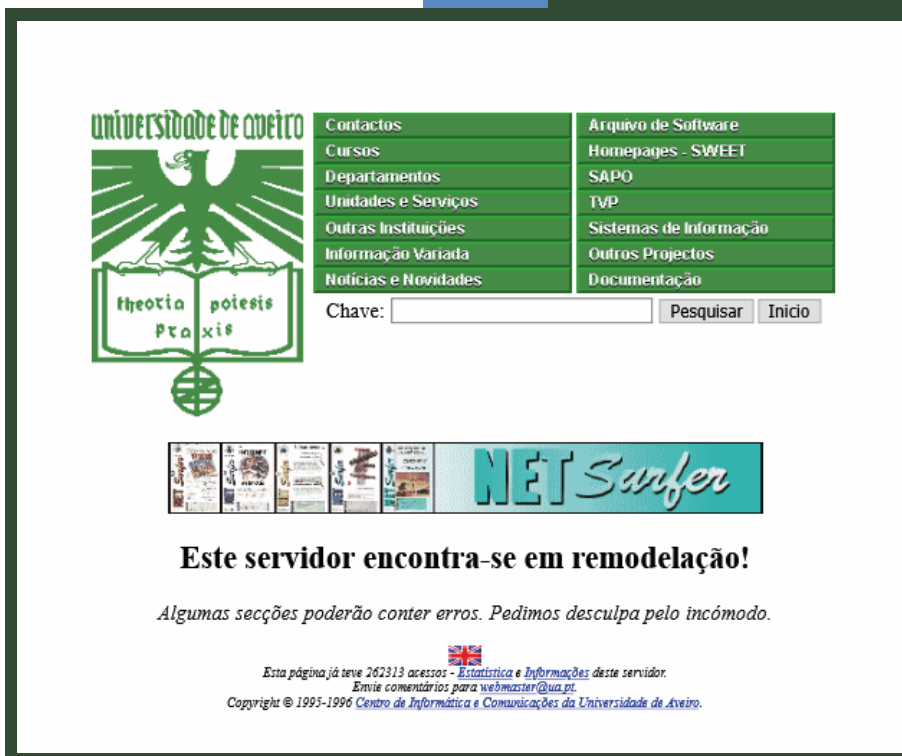 universidade de aveiro
Contactos
Cursos
Departamentos
Unidades e Serviços
Outras Instituições
Informação Variada
Notícias e Novidades
Arquivo de Software
Homepages - SWEET
SAPO
TVP
Sistemas de Informação
Outros Projectos
Documentação
theoria poiesis
praxis
Chave: Pesquisar Inicio
NET Surfer
Este servidor encontra-se em remodelação!
Algumas secções poderão conter erros. Pedimos desculpa pelo incómodo.
Esta página já teve 262313 acessos - Estatística e Informações deste servidor.
Envie comentários para webmaster@ua.pt.
Copyright © 1995-1996 Centro de Informática e Comunicações da Universidade de Aveiro.